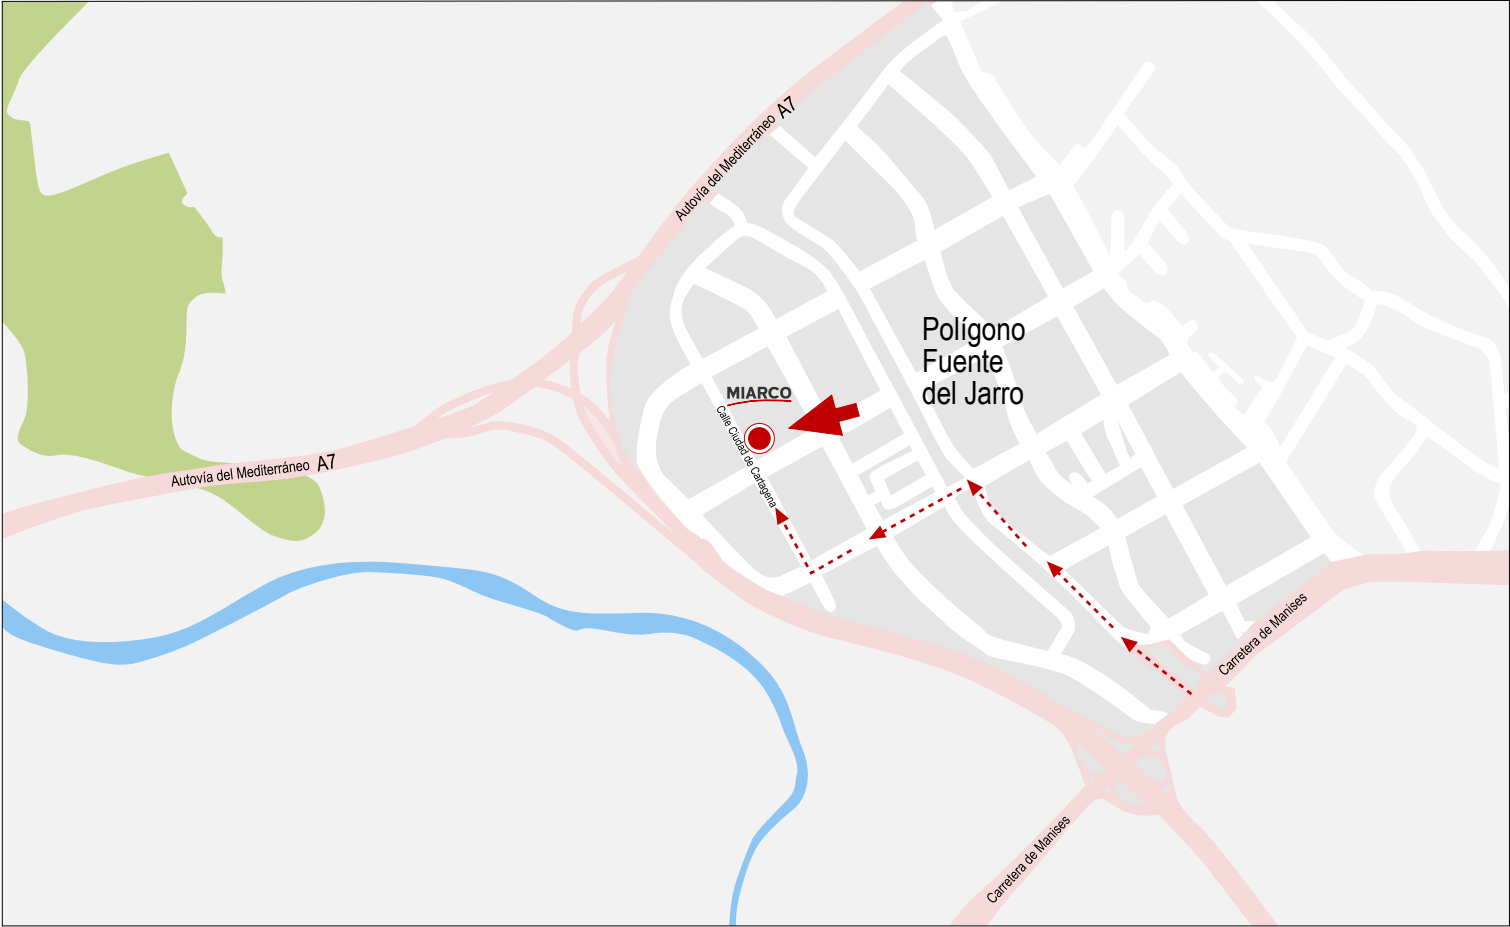 Autovía del Mediterráneo A7
Polígono
Fuente
del Jarro
MIARCO
Calle Ciudad de Cartagena
Autovía del Mediterráneo A7
Carretera de Manises
Carretera de Manises